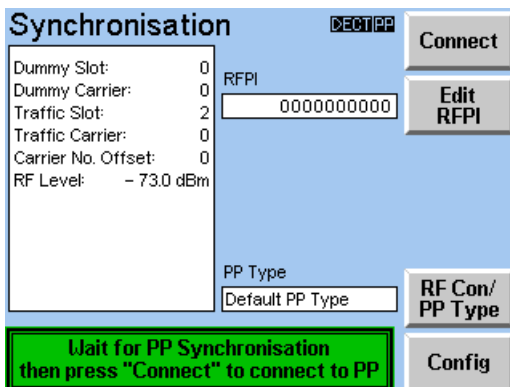 Synchronisation
DECT PP
Dummy Slot: 0
Dummy Carrier: 0
Traffic Slot: 2
Traffic Carrier: 0
Carrier No. Offset: 0
RF Level: – 73.0 dBm
RFPI
0000000000
PP Type
Default PP Type
Connect
Edit
RFPI
RF Con/
PP Type
Config
Wait for PP Synchronisation
then press "Connect" to connect to PP